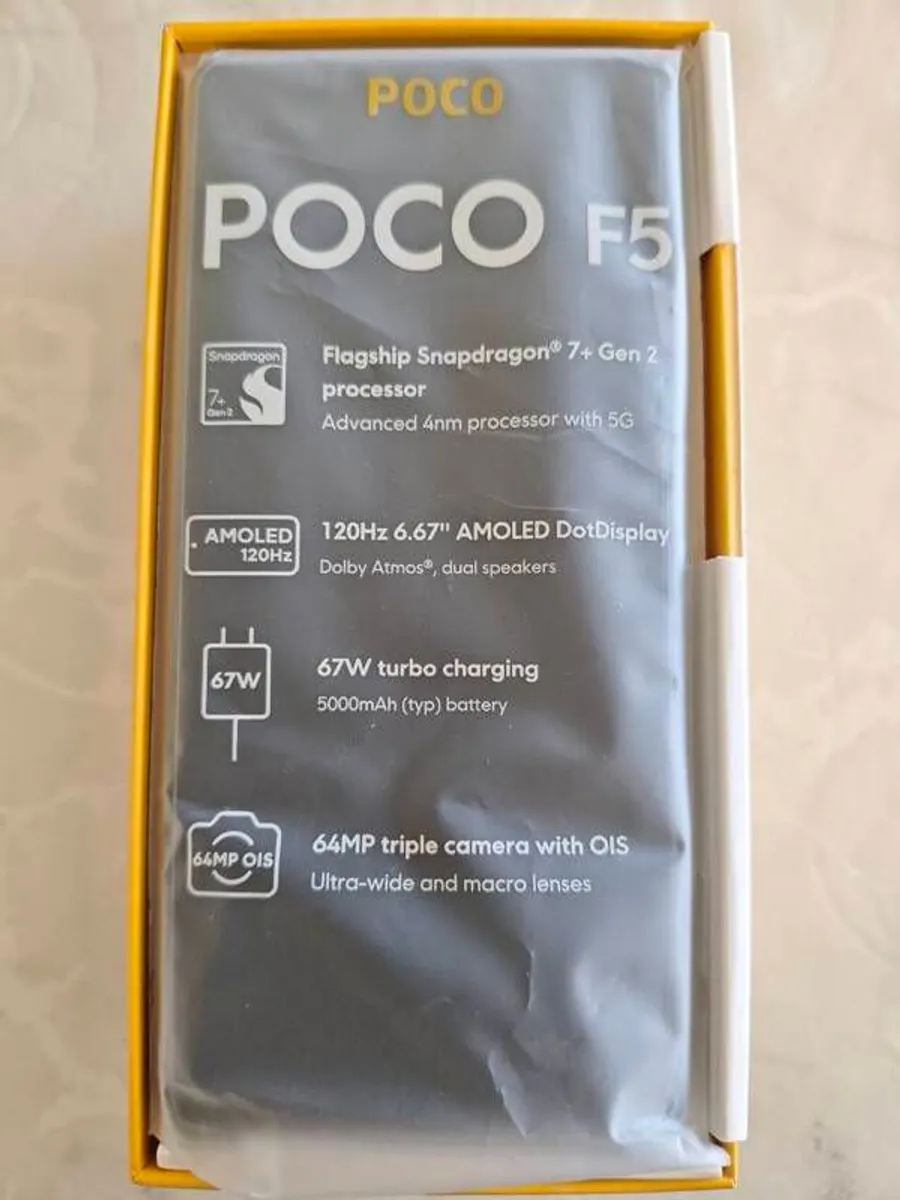 POCO
POCO F5
Snapdragon
7+
Gen 2
Flagship Snapdragon® 7+ Gen 2
processor
Advanced 4nm processor with 5G
AMOLED
120Hz
120Hz 6.67" AMOLED DotDisplay
Dolby Atmos®, dual speakers
67W
67W turbo charging
5000mAh (typ) battery
64MP OIS
64MP triple camera with OIS
Ultra-wide and macro lenses